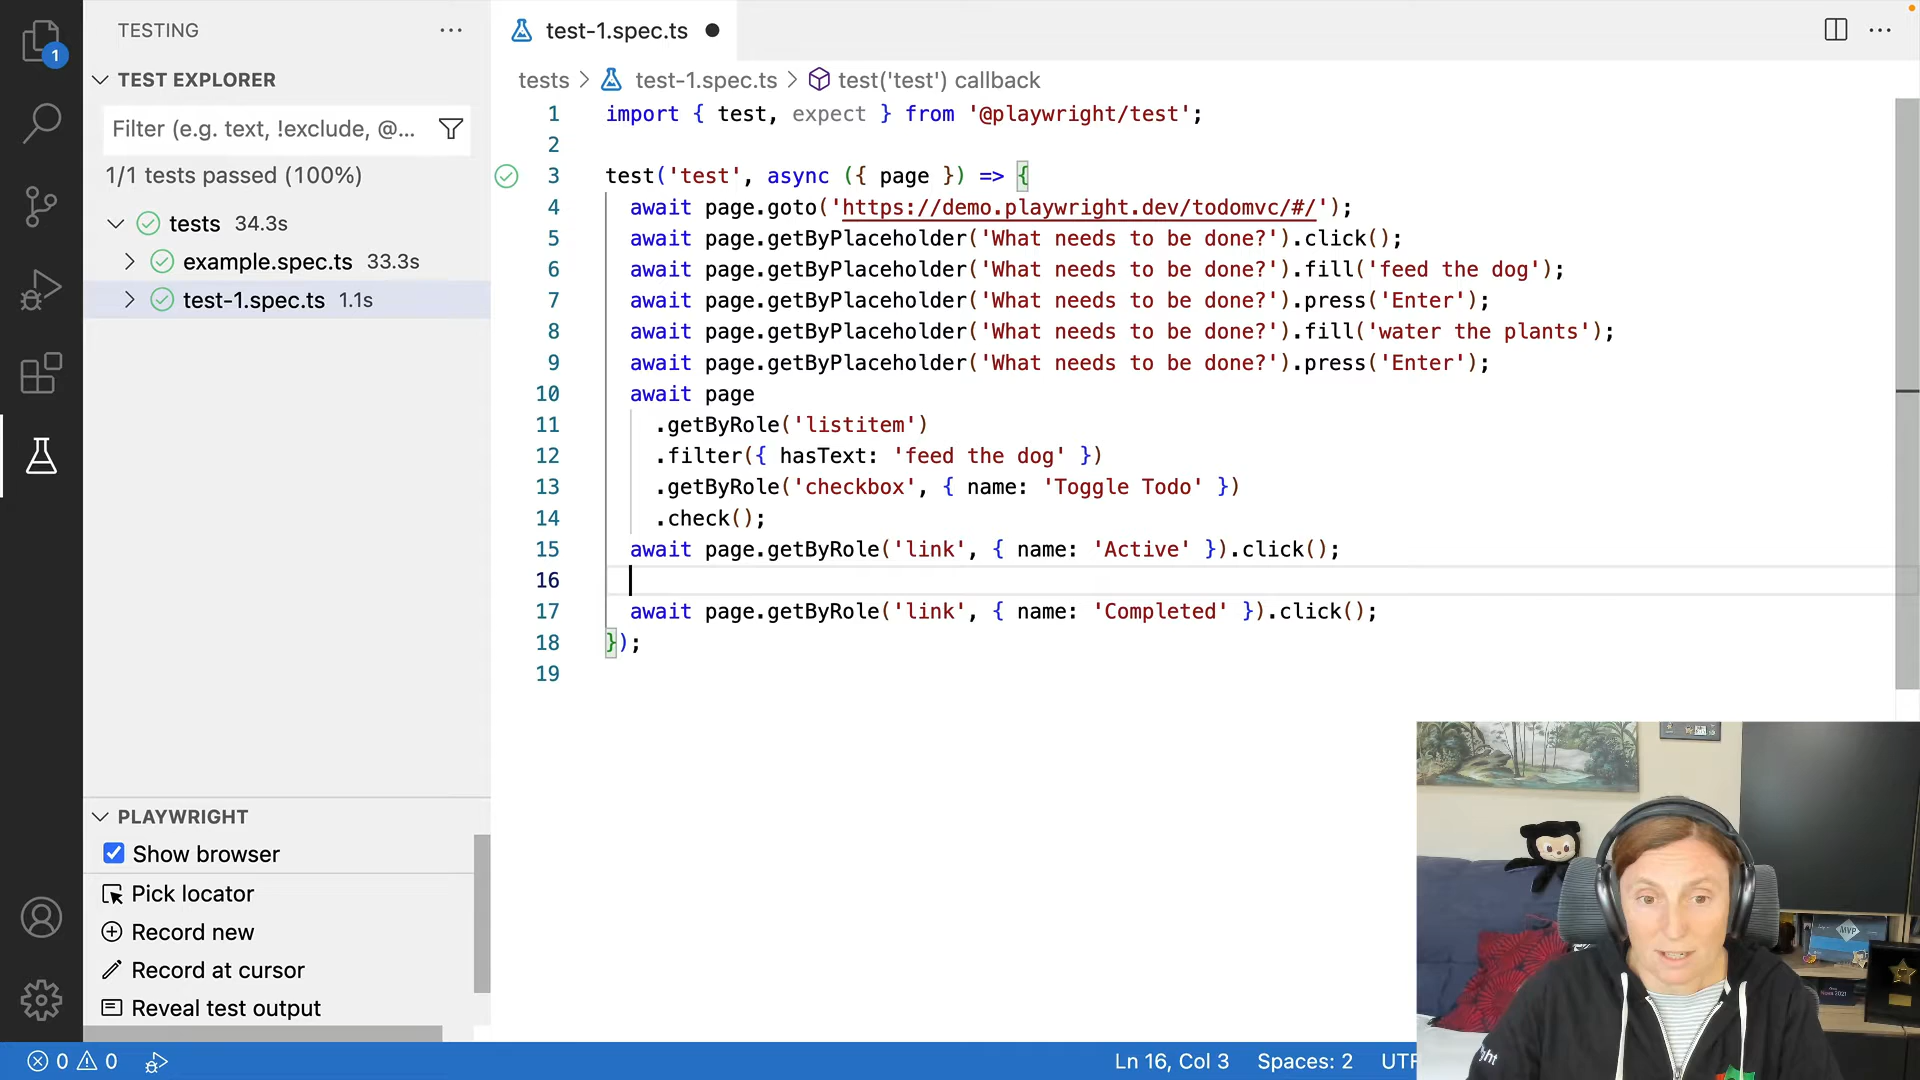 1
TESTING
TEST EXPLORER
Filter (e.g. text, !exclude, @...
1/1 tests passed (100%)
tests 34.3s
example.spec.ts 33.3s
test-1.spec.ts 1.1s
PLAYWRIGHT
Show browser
Pick locator
Record new
Record at cursor
Reveal test output
test-1.spec.ts
tests > test-1.spec.ts > test('test') callback
1 import { test, expect } from '@playwright/test';
2
3 test('test', async ({ page }) => {
4 await page.goto('https://demo.playwright.dev/todomvc/#/');
5 await page.getByPlaceholder('What needs to be done?').click();
6 await page.getByPlaceholder('What needs to be done?').fill('feed the dog');
7 await page.getByPlaceholder('What needs to be done?').press('Enter');
8 await page.getByPlaceholder('What needs to be done?').fill('water the plants');
9 await page.getByPlaceholder('What needs to be done?').press('Enter');
10 await page
11 .getByRole('listitem')
12 .filter({ hasText: 'feed the dog' })
13 .getByRole('checkbox', { name: 'Toggle Todo' })
14 .check();
15 await page.getByRole('link', { name: 'Active' }).click();
16
17 await page.getByRole('link', { name: 'Completed' }).click();
18 });
19
MVP
0 0
Ln 16, Col 3
Spaces: 2
UTF